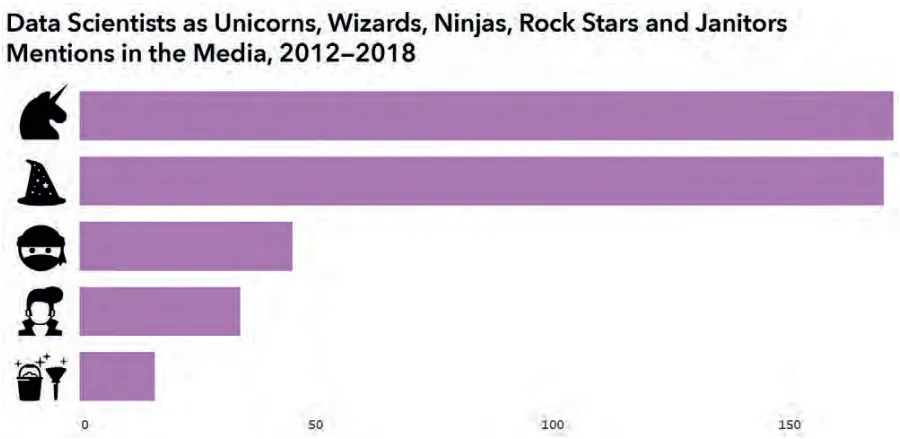 Data Scientists as Unicorns, Wizards, Ninjas, Rock Stars and Janitors
Mentions in the Media, 2012–2018
0 50 100 150